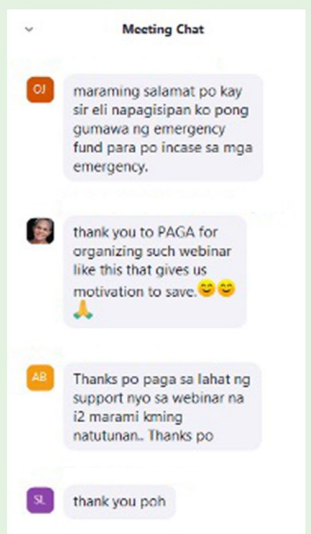 Meeting Chat
OJ
maraming salamat po kay
sir eli napagisipan ko pong
gumawa ng emergency
fund para po incase sa mga
emergency.
thank you to PAGA for
organizing such webinar
like this that gives us
motivation to save.😊😊
🙏
AB
Thanks po paga sa lahat ng
support nyo sa webinar na
i2 marami kming
natutunan.. Thanks po
SL
thank you poh